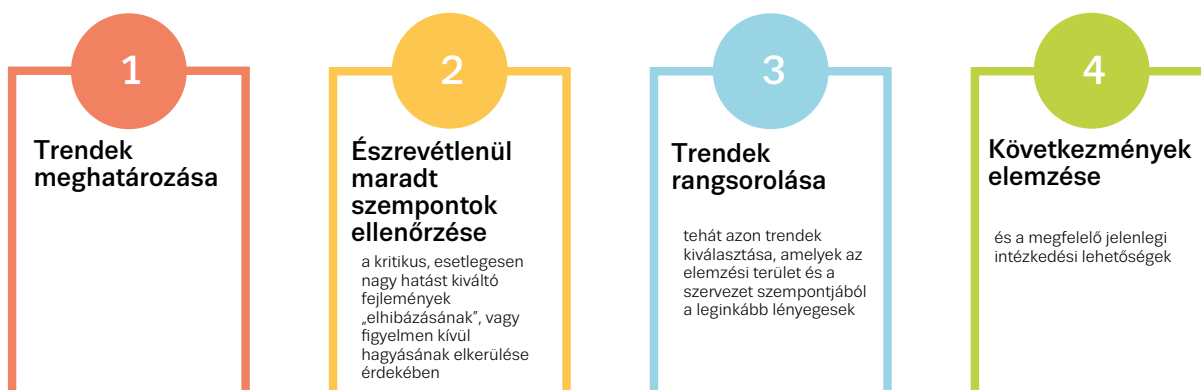 1
Trendek
meghatározása
2
Észrevétlenül
maradt
szempontok
ellenőrzése
a kritikus, esetlegesen
nagy hatást kiváltó
fejlemények
„elhibázásának”, vagy
figyelmen kívül
hagyásának elkerülése
érdekében
3
Trendek
rangsorolása
tehát azon trendek
kiválasztása, amelyek az
elemzési terület és a
szervezet szempontjából
a leginkább lényegesek
4
Következmények
elemzése
és a megfelelő jelenlegi
intézkedési lehetőségek